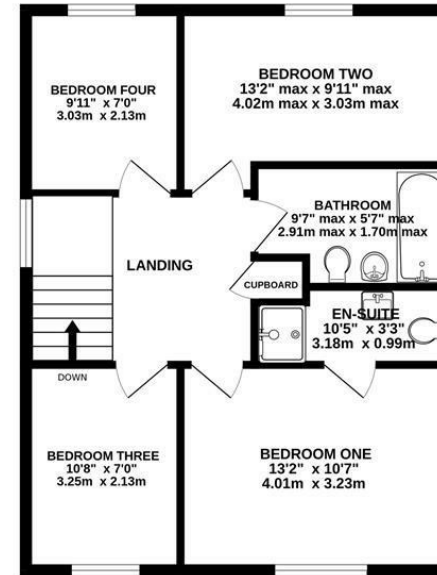 BEDROOM FOUR
9'11" x 7'0"
3.03m x 2.13m
BEDROOM TWO
13'2" max x 9'11" max
4.02m max x 3.03m max
BATHROOM
9'7" max x 5'7" max
2.91m max x 1.70m max
LANDING
CUPBOARD
EN-SUITE
10'5" x 3'3"
3.18m x 0.99m
DOWN
BEDROOM THREE
10'8" x 7'0"
3.25m x 2.13m
BEDROOM ONE
13'2" x 10'7"
4.01m x 3.23m